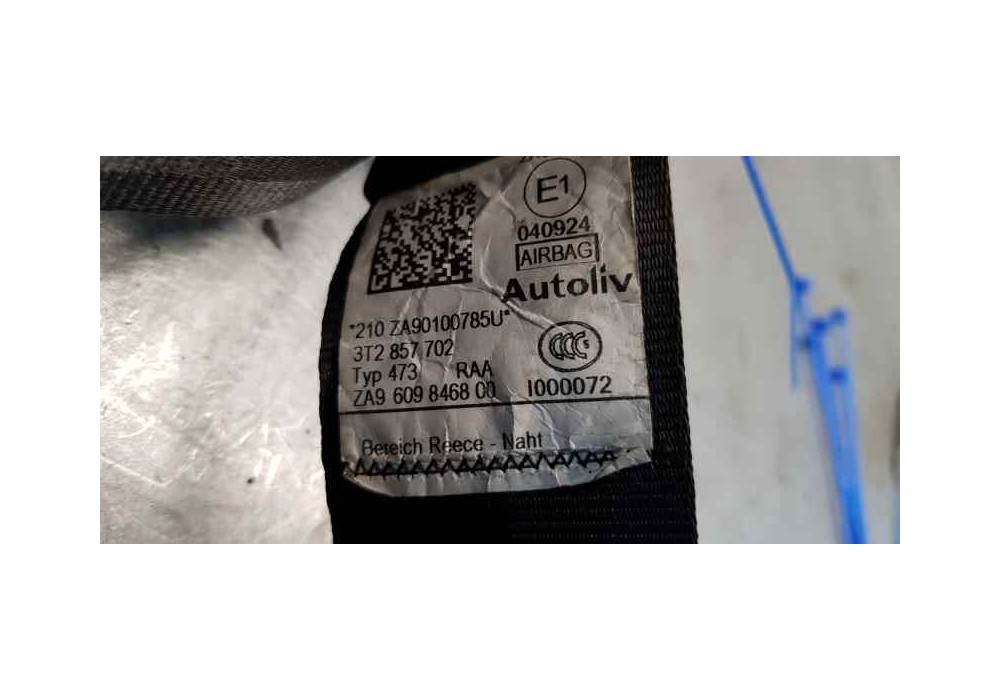 E1
040924
AIRBAG
Autoliv
*210 ZA90100785U*
3T2 857 702
Typ 473 RAA
ZA9 609 8468 00
CCC S
I000072
Bereich Reece - Naht